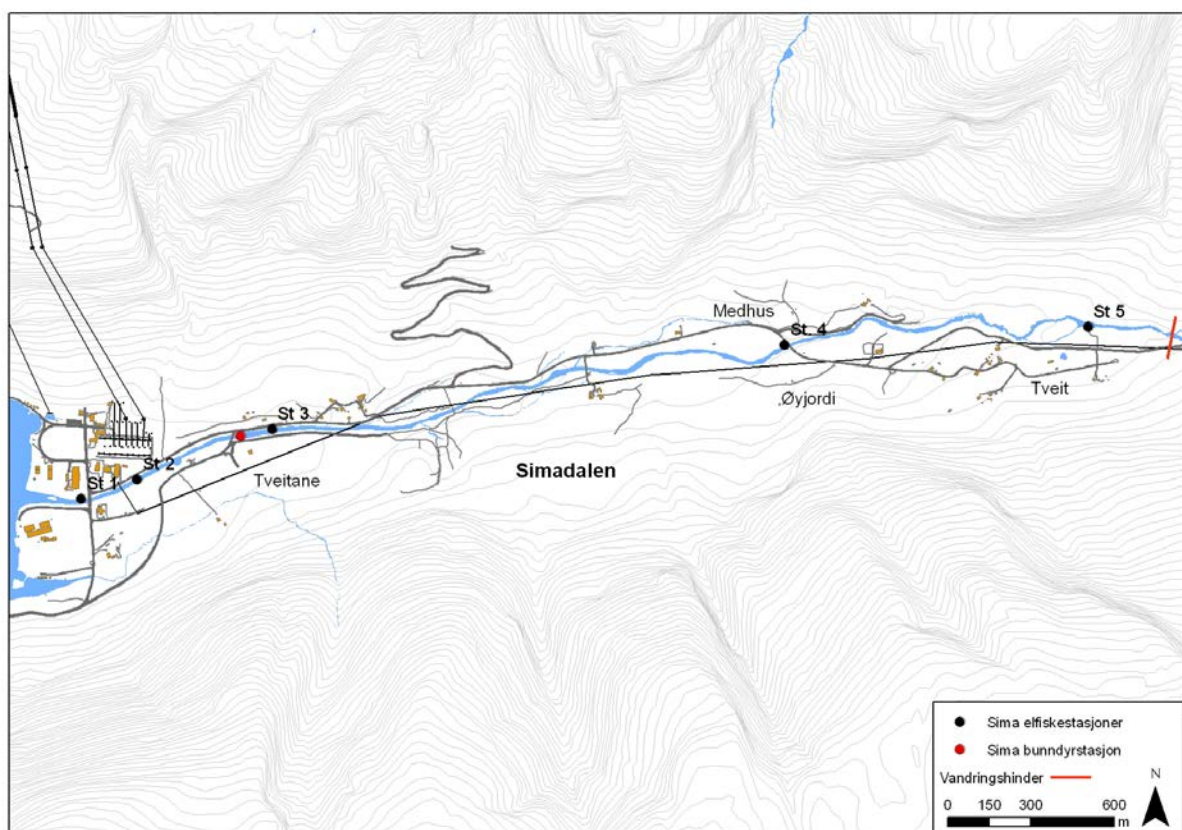 Medhus
St 5
St. 4
Tveit
Øyjordi
St 3
St 2
Tveitane
Simadalen
St 1
Sima elfiskestasjoner
Sima bunndyrstasjon
Vandringshinder
N
0 150 300 600
m